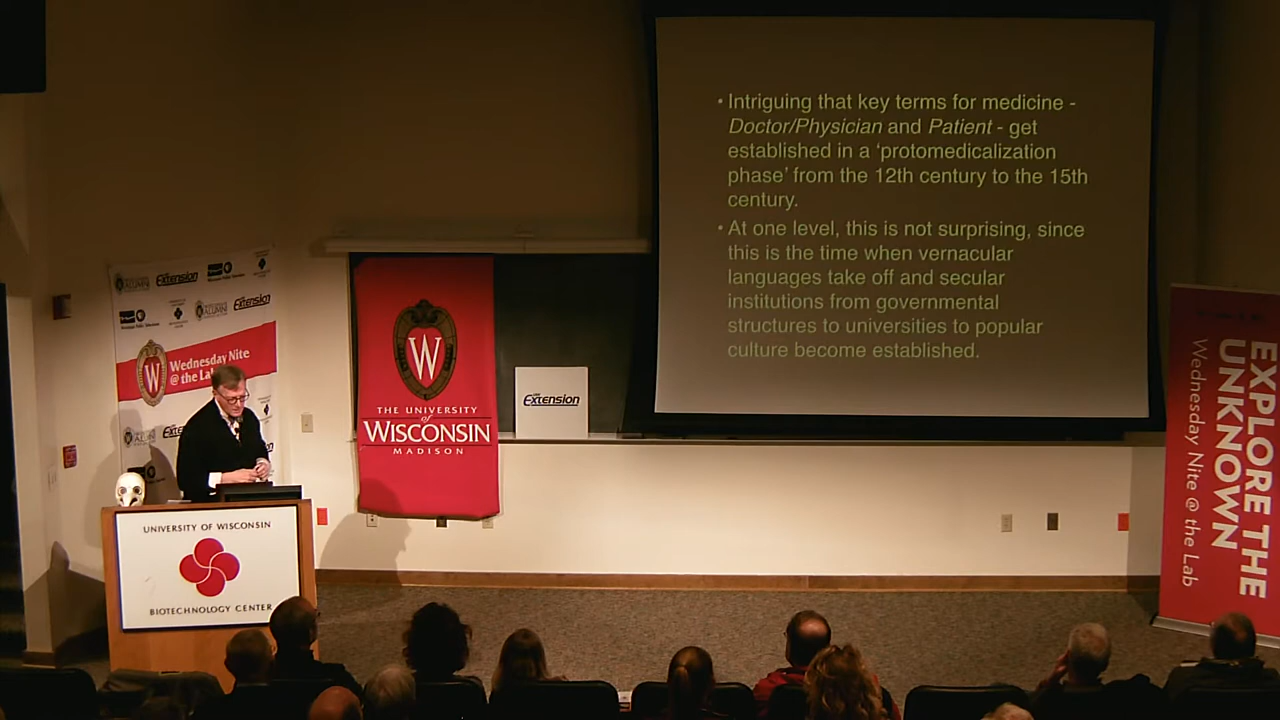 • Intriguing that key terms for medicine -
Doctor/Physician and Patient - get
established in a ‘protomedicalization
phase’ from the 12th century to the 15th
century.
• At one level, this is not surprising, since
this is the time when vernacular
languages take off and secular
institutions from governmental
structures to universities to popular
culture become established.
Extension
Extension
Wednesday Nite
@ the Lab
W
W
THE UNIVERSITY
of
WISCONSIN
MADISON
Extension
UNIVERSITY OF WISCONSIN
BIOTECHNOLOGY CENTER
EXPLORE THE
UNKNOWN
Wednesday Nite @ the Lab